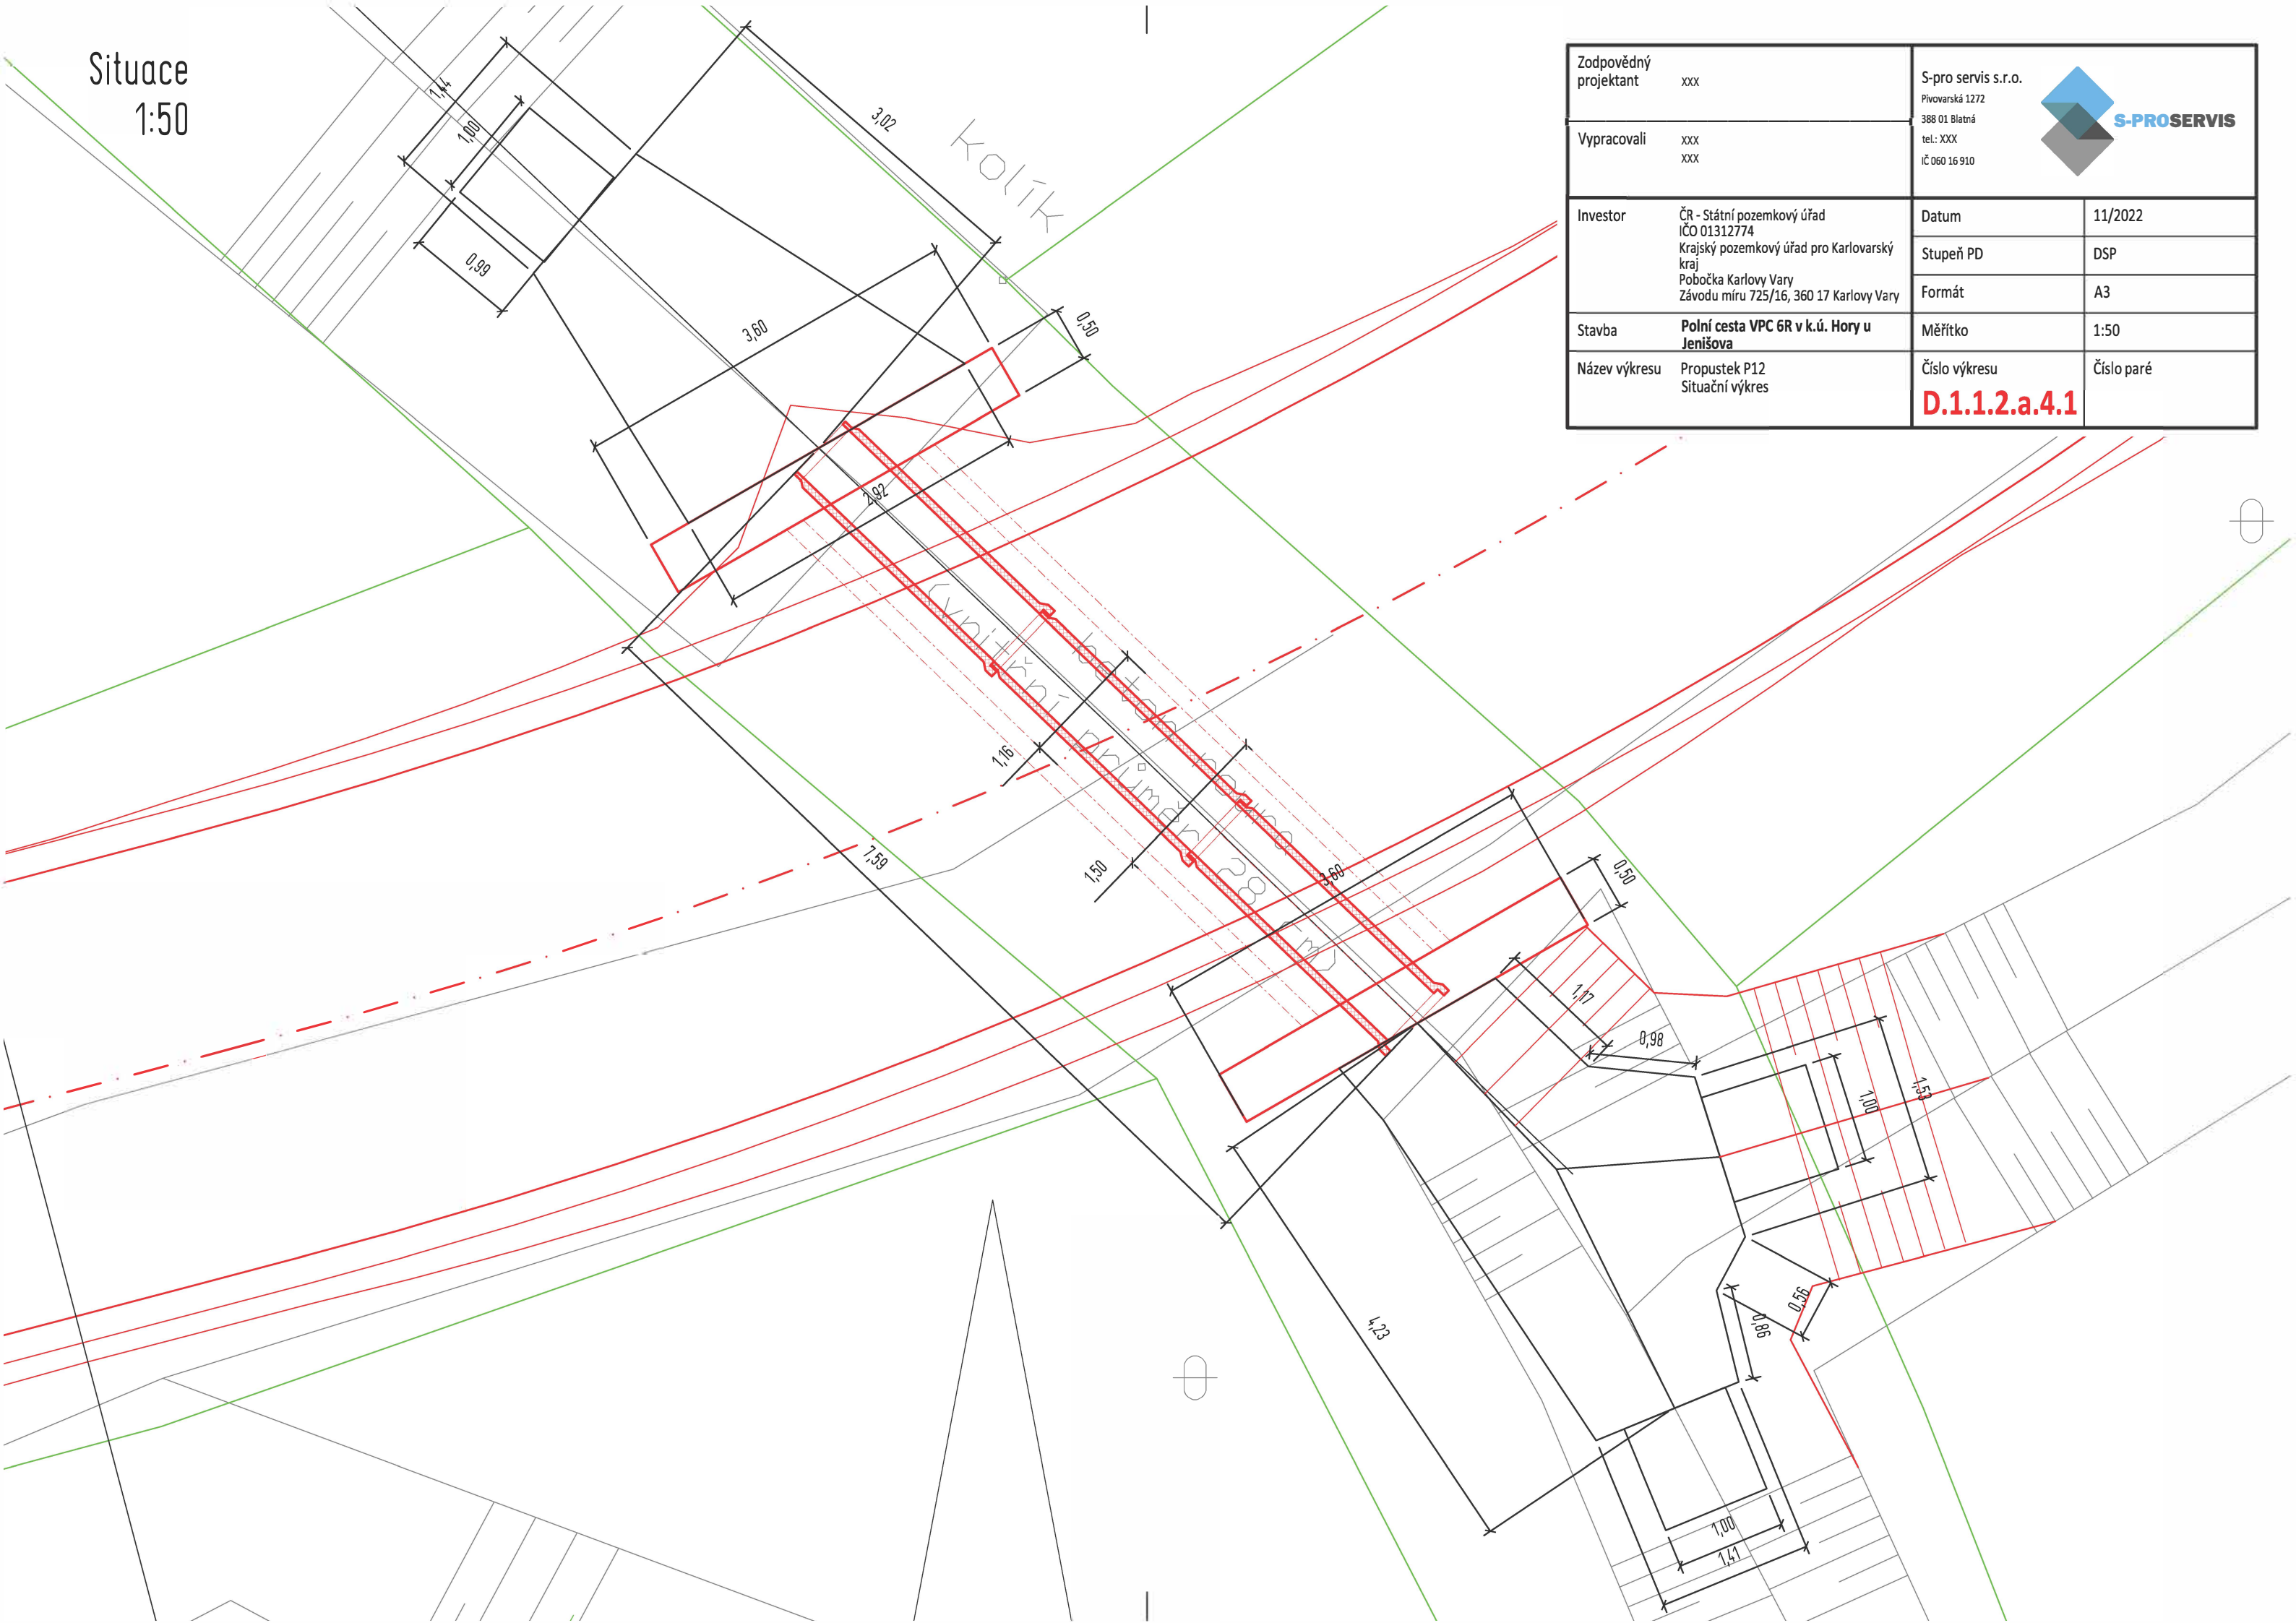 Situace
1:50
Zodpovědný
projektant
xxx
Vypracovali
xxx
xxx
S-pro servis s.r.o.
Pivovarská 1272
388 01 Blatná
tel.: XXX
IČ 060 16 910
S-PROSERVIS
Investor
ČR - Státní pozemkový úřad
IČO 01312774
Krajský pozemkový úřad pro Karlovarský
kraj
Pobočka Karlovy Vary
Závodu míru 725/16, 360 17 Karlovy Vary
Datum
11/2022
Stupeň PD
DSP
Formát
A3
Stavba
Polní cesta VPC 6R v k.ú. Hory u
Jenišova
Měřítko
1:50
Název výkresu
Propustek P12
Situační výkres
Číslo výkresu
D.1.1.2.a.4.1
Číslo paré
1,44
1,00
0,99
3,02
Kolík
3,60
0,50
2,92
(vnitřní průměr 28 cm)
1,16
1,50
7,59
3,60
0,50
1,17
0,98
1,00
1,53
0,56
0,86
4,23
1,00
1,41